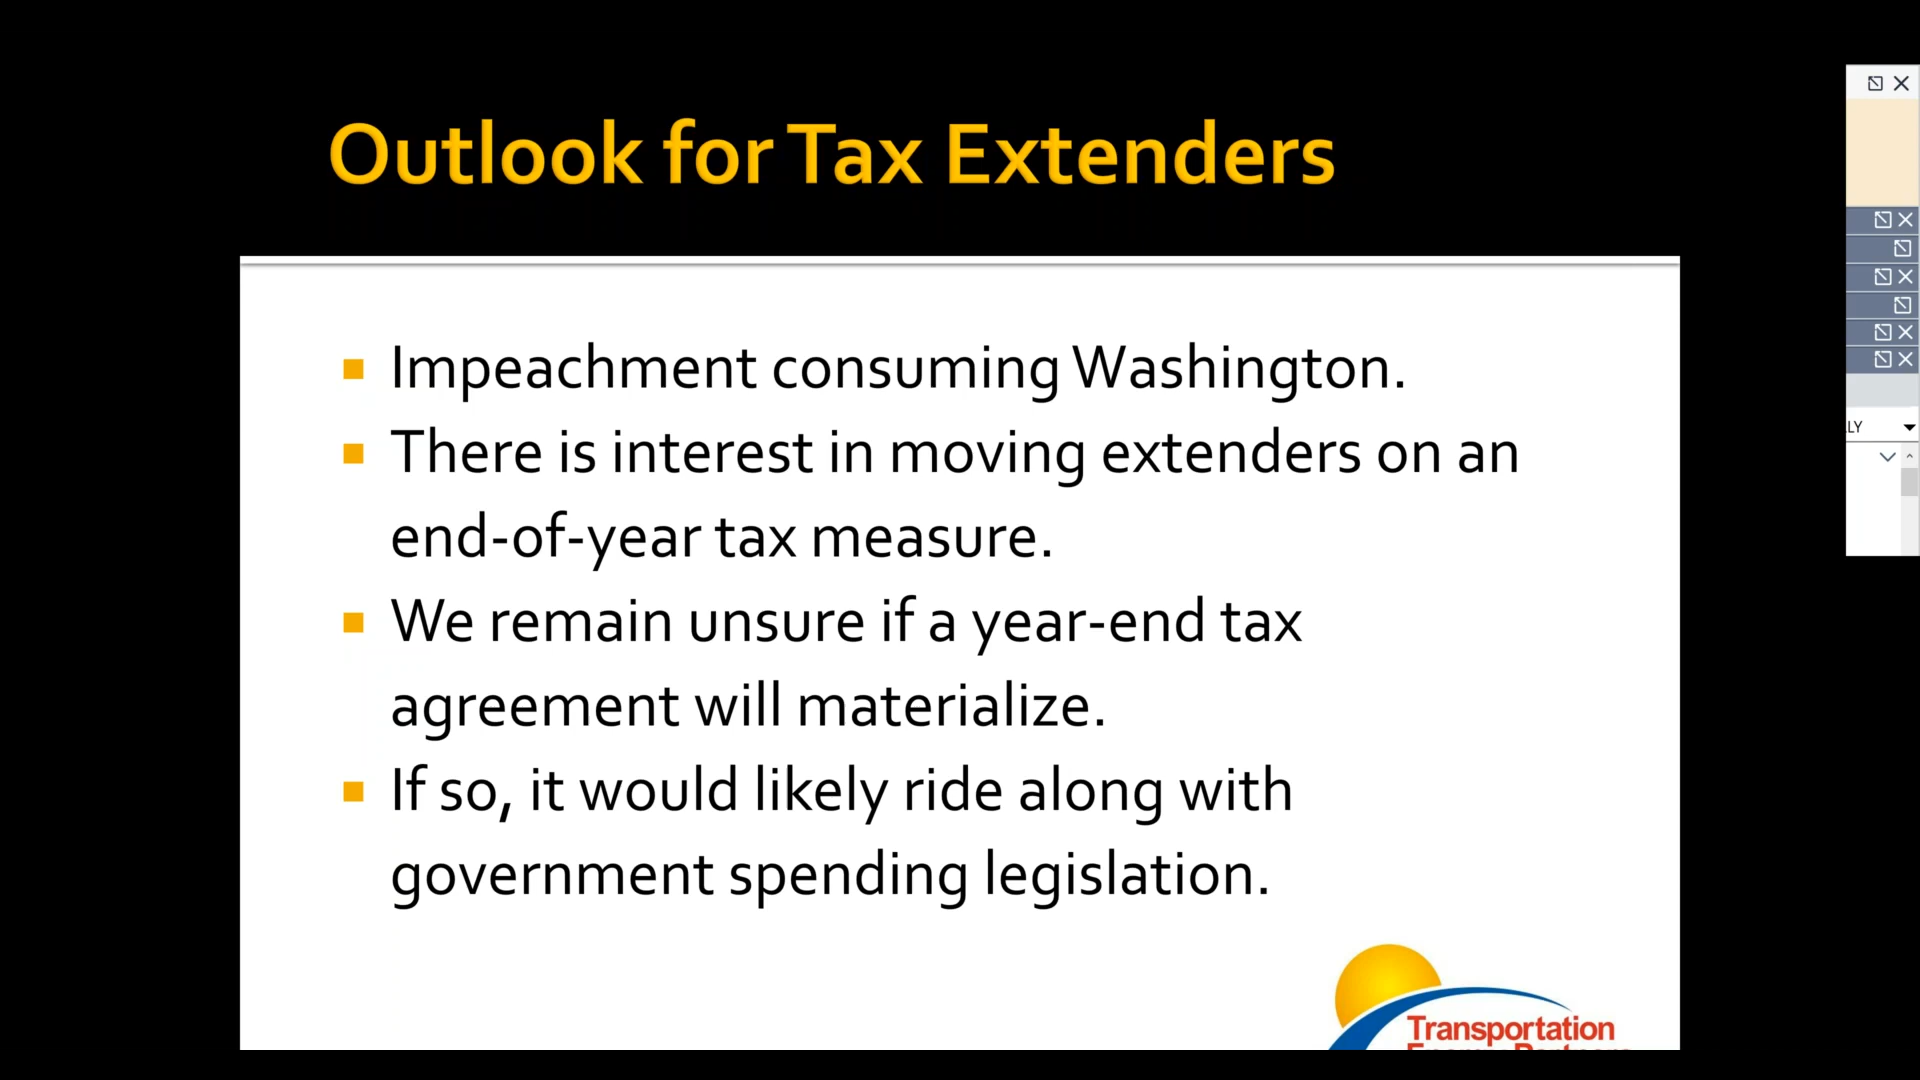 Outlook for Tax Extenders
Impeachment consuming Washington.
There is interest in moving extenders on an
end-of-year tax measure.
We remain unsure if a year-end tax
agreement will materialize.
If so, it would likely ride along with
government spending legislation.
Transportation
LY